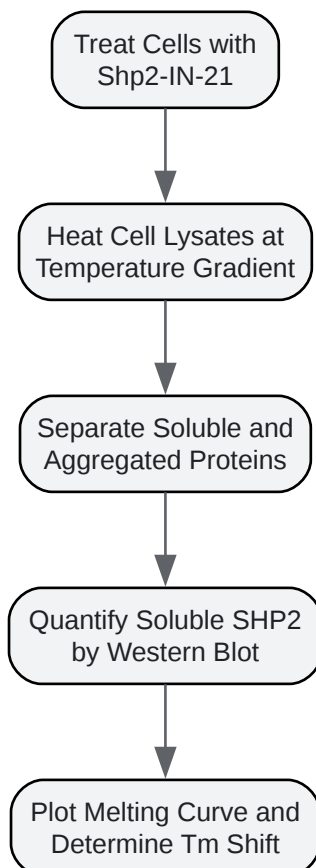 Treat Cells with
Shp2-IN-21
Heat Cell Lysates at
Temperature Gradient
Separate Soluble and
Aggregated Proteins
Quantify Soluble SHP2
by Western Blot
Plot Melting Curve and
Determine Tm Shift